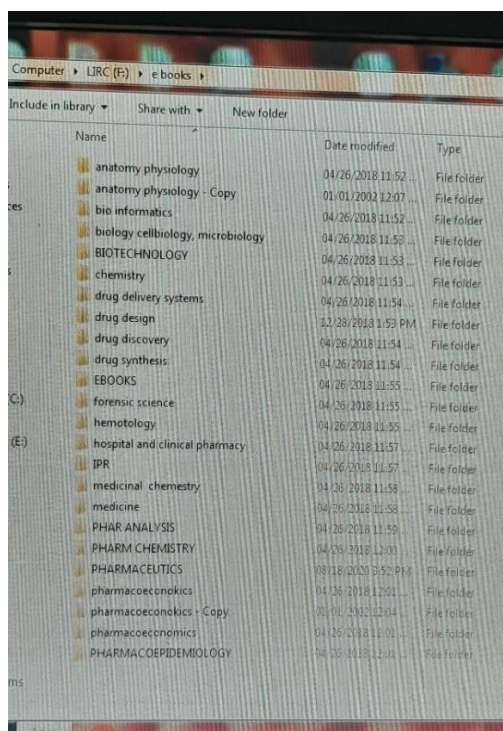 Computer ▸ LIRC (F:) ▸ e books ▸
Include in library ▾ Share with ▾ New folder
Name Date modified Type
anatomy physiology 04/26/2018 11:52 ... File folder
anatomy physiology - Copy 01/01/2002 12:07 ... File folder
bio informatics 04/26/2018 11:52 ... File folder
biology cellbiology, microbiology 04/26/2018 11:53 ... File folder
BIOTECHNOLOGY 04/26/2018 11:53 ... File folder
chemistry 04/26/2018 11:53 ... File folder
drug delivery systems 04/26/2018 11:54 ... File folder
drug design 12/28/2018 1:53 PM File folder
drug discovery 04/26/2018 11:54 ... File folder
drug synthesis 04/26/2018 11:54 ... File folder
EBOOKS 04/26/2018 11:55 ... File folder
forensic science 04/26/2018 11:55 ... File folder
hemotology 04/26/2018 11:55 ... File folder
hospital and clinical pharmacy 04/26/2018 11:57 ... File folder
IPR 04/26/2018 11:57 ... File folder
medicinal chemestry 04/26/2018 11:58 ... File folder
medicine 04/26/2018 11:58 ... File folder
PHAR ANALYSIS 04/26/2018 11:59 ... File folder
PHARM CHEMISTRY 04/26/2018 12:00 ... File folder
PHARMACEUTICS 08/18/2020 3:52 PM File folder
pharmacoeconokics 04/26/2018 12:01 ... File folder
pharmacoeconokics - Copy 01/01/2002 12:04 ... File folder
pharmacoeconomics 04/26/2018 12:01 ... File folder
PHARMACOEPIDEMIOLOGY 04/26/2018 12:01 ... File folder
C:)
(E:)